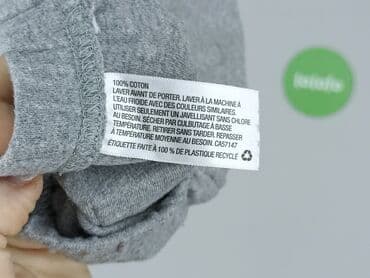 100% COTON
LAVER AVANT DE PORTER. LAVER À LA MACHINE À
L'EAU FROIDE AVEC DES COULEURS SIMILAIRES.
UTILISER SEULEMENT UN JAVELLISANT SANS CHLORE
AU BESOIN. SÉCHER PAR CULBUTAGE À BASSE
TEMPÉRATURE. RETIRER SANS TARDER. REPASSER
À TEMPÉRATURE MOYENNE AU BESOIN. CA57147
ÉTIQUETTE FAITE À 100 % DE PLASTIQUE RECYCLÉ